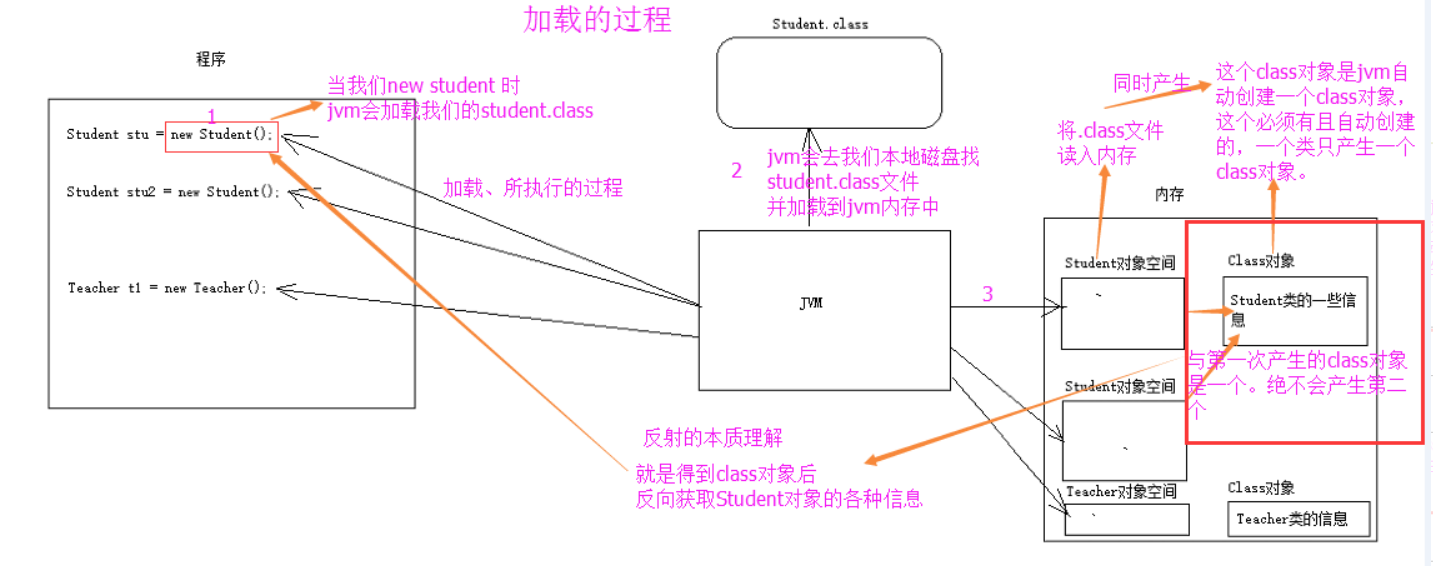 加载的过程
Student.class
程序
当我们new student 时
jvm会加载我们的student.class
1
Student stu = new Student();
Student stu2 = new Student();
Teacher t1 = new Teacher();
加载、所执行的过程
2
jvm会去我们本地磁盘找
student.class文件
并加载到jvm内存中
JVM
3
同时产生
这个class对象是jvm自
动创建一个class对象，
这个必须有且自动创建
的，一个类只产生一个
class对象。
将.class文件
读入内存
内存
Student对象空间
Class对象
Student类的一些信
息
与第一次产生的class对象
是一个。绝不会产生第二
个
Student对象空间
Teacher对象空间
Class对象
Teacher类的信息
反射的本质理解
就是得到class对象后
反向获取Student对象的各种信息